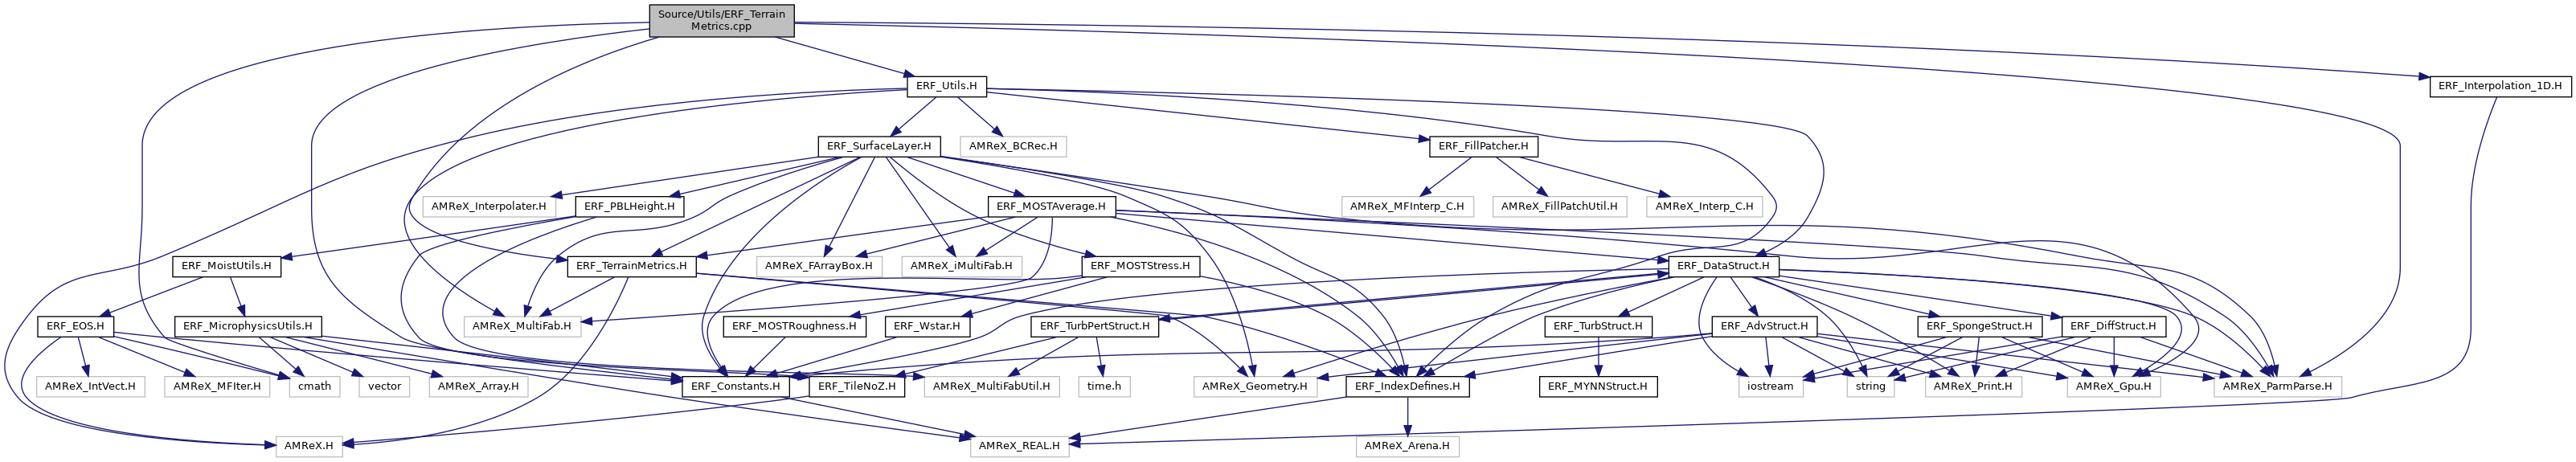 Source/Utils/ERF_Terrain
Metrics.cpp
ERF_Utils.H
ERF_Interpolation_1D.H
ERF_SurfaceLayer.H
AMReX_BCRec.H
ERF_FillPatcher.H
AMReX_Interpolater.H
ERF_PBLHeight.H
ERF_MOSTAverage.H
AMReX_MFInterp_C.H
AMReX_FillPatchUtil.H
AMReX_Interp_C.H
ERF_MoistUtils.H
ERF_TerrainMetrics.H
AMReX_FArrayBox.H
AMReX_iMultiFab.H
ERF_MOSTStress.H
ERF_DataStruct.H
ERF_EOS.H
ERF_MicrophysicsUtils.H
AMReX_MultiFab.H
ERF_MOSTRoughness.H
ERF_Wstar.H
ERF_TurbPertStruct.H
ERF_TurbStruct.H
ERF_AdvStruct.H
ERF_SpongeStruct.H
ERF_DiffStruct.H
AMReX_IntVect.H
AMReX_MFIter.H
cmath
vector
AMReX_Array.H
ERF_Constants.H
ERF_TileNoZ.H
AMReX_MultiFabUtil.H
time.h
AMReX_Geometry.H
ERF_IndexDefines.H
ERF_MYNNStruct.H
iostream
string
AMReX_Print.H
AMReX_Gpu.H
AMReX_ParmParse.H
AMReX.H
AMReX_REAL.H
AMReX_Arena.H